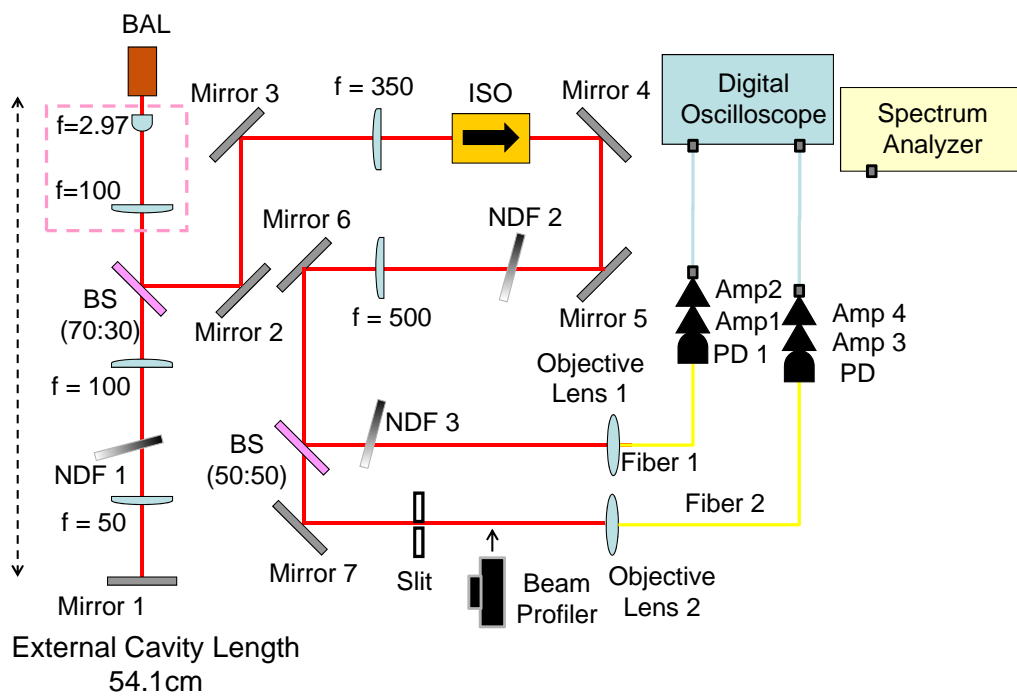 BAL
Mirror 3
f = 350
ISO
Mirror 4
Digital
Oscilloscope
Spectrum
Analyzer
f=2.97
f=100
Mirror 6
NDF 2
BS
(70:30)
Mirror 2
f = 500
Mirror 5
Amp2
Amp1
PD 1
Amp 4
Amp 3
PD
f = 100
Objective
Lens 1
NDF 3
NDF 1
BS
(50:50)
Fiber 1
f = 50
Fiber 2
Mirror 7
Slit
Beam
Profiler
Objective
Lens 2
Mirror 1
External Cavity Length
54.1cm